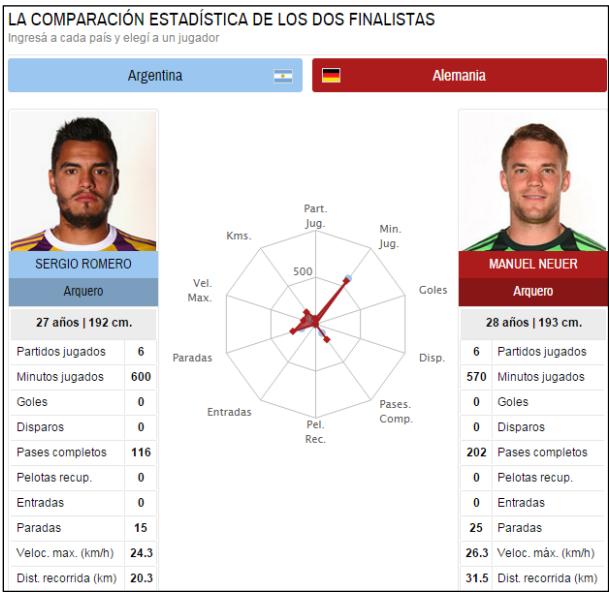 LA COMPARACIÓN ESTADÍSTICA DE LOS DOS FINALISTAS
Ingresá a cada país y elegí a un jugador
Argentina
Alemania
SERGIO ROMERO
Arquero
27 años | 192 cm.
Partidos jugados 6
Minutos jugados 600
Goles 0
Disparos 0
Pases completos 116
Pelotas recup. 0
Entradas 0
Paradas 15
Veloc. max. (km/h) 24.3
Dist. recorrida (km) 20.3
Part.
Jug.
Min.
Jug.
Goles
Disp.
Pases.
Comp.
Pel.
Rec.
Entradas
Paradas
Vel.
Max.
Kms.
500
MANUEL NEUER
Arquero
28 años | 193 cm.
6 Partidos jugados
570 Minutos jugados
0 Goles
0 Disparos
202 Pases completos
0 Pelotas recup.
0 Entradas
25 Paradas
26.3 Veloc. máx. (km/h)
31.5 Dist. recorrida (km)